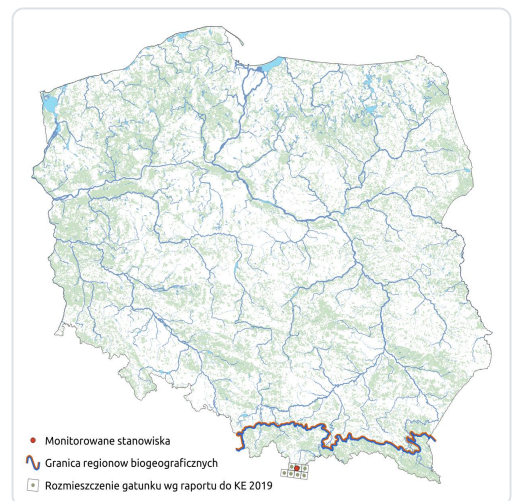 Monitorowane stanowiska
Granica regionow biogeograficznych
Rozmieszczenie gatunku wg raportu do KE 2019